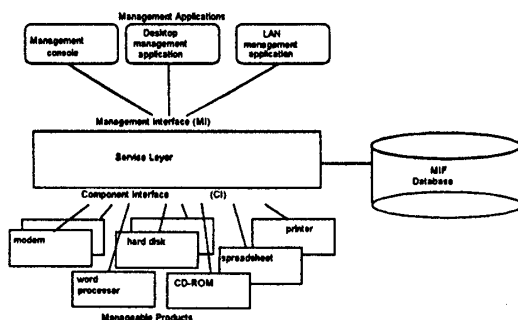 Management Applications
Management
console
Desktop
management
application
LAN
management
application
Management Interface (MI)
Service Layer
MIF
Database
Component Interface (CI)
modem
hard disk
printer
spreadsheet
word
processor
CD-ROM
Manageable Products